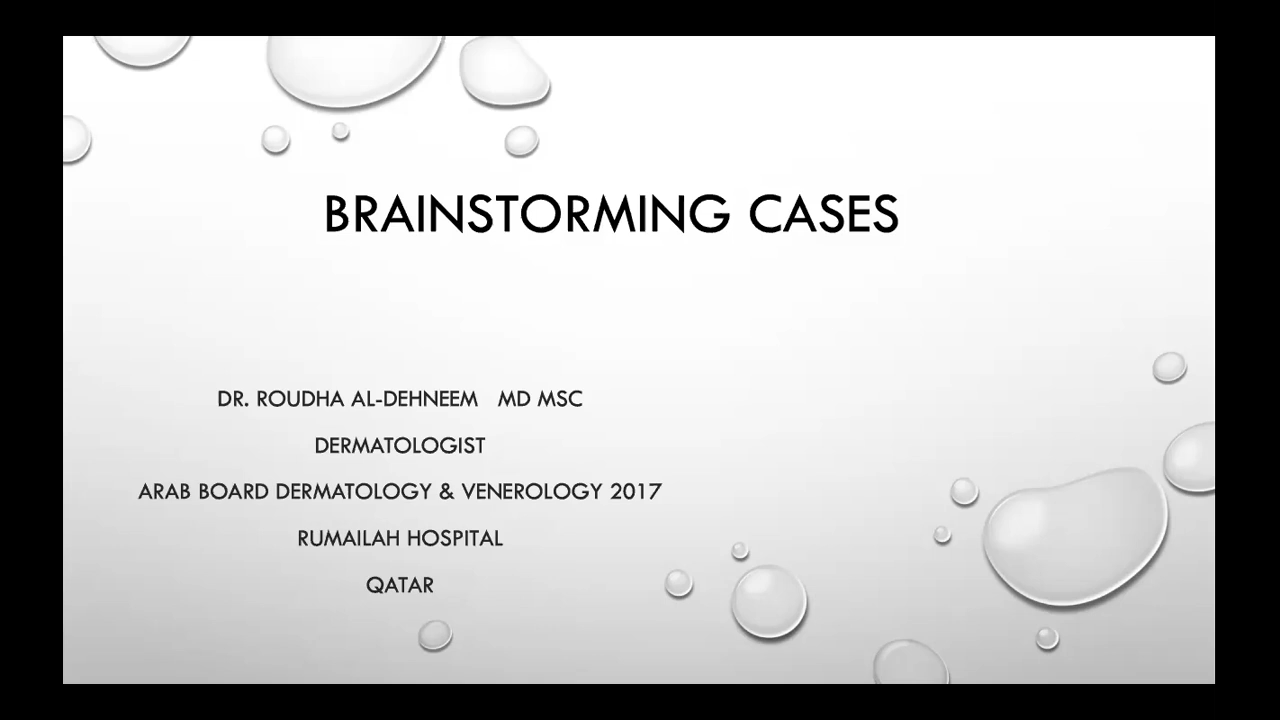 BRAINSTORMING CASES
DR. ROUDHA AL-DEHNEEM MD MSC
DERMATOLOGIST
ARAB BOARD DERMATOLOGY & VENEROLOGY 2017
RUMAILAH HOSPITAL
QATAR